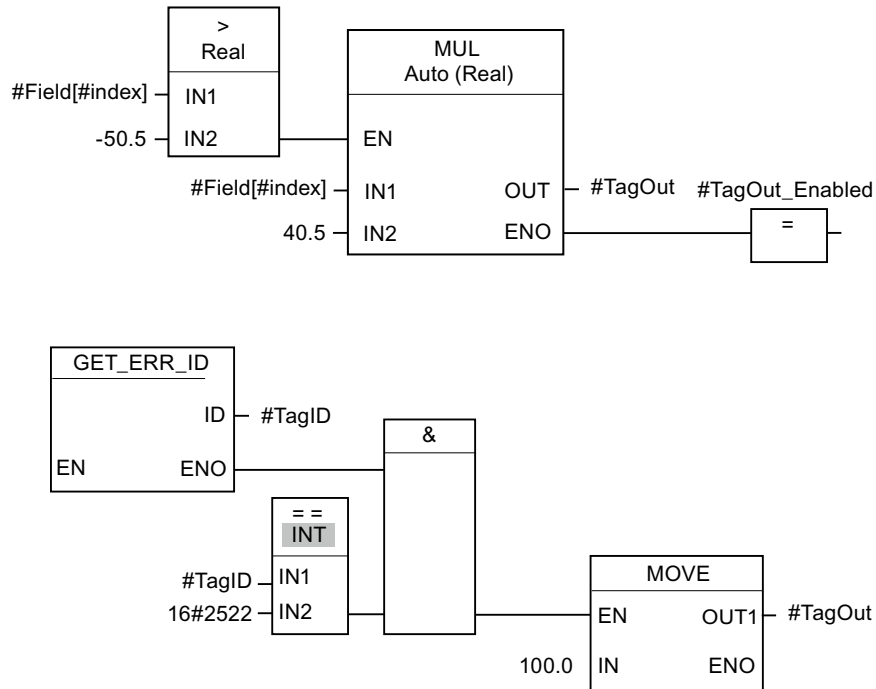 >
Real
#Field[#index] IN1
-50.5 IN2
MUL
Auto (Real)
EN
#Field[#index] IN1 OUT #TagOut
40.5 IN2 ENO
#TagOut_Enabled
=
GET_ERR_ID
ID #TagID
EN ENO
&
= =
INT
#TagID IN1
16#2522 IN2
MOVE
EN OUT1 #TagOut
100.0 IN ENO